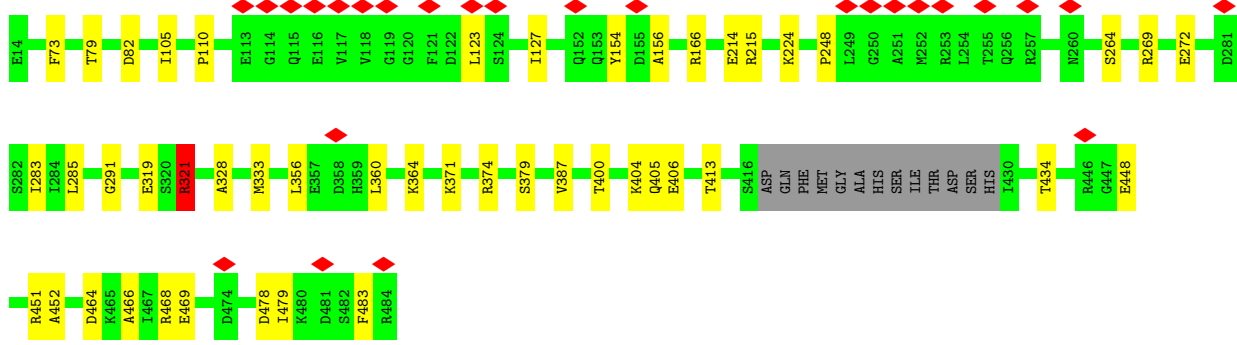 E14 F73 T79 D82 I105 P110 E113 G114 Q115 E116 V117 V118 G119 G120 F121 D122 L123 S124 I127 Q152 Q153 Y154 D155 A156 R166 E214 R215 K224 P248 L249 G250 A251 M252 R253 L254 T255 Q256 R257 N260 S264 R269 E272 D281
S282 I283 I284 L285 G291 E319 S320 R321 A328 M333 L356 E357 D358 H359 L360 K364 K371 R374 S379 V387 T400 K404 Q405 E406 T413 S416 ASP GLN PHE MET GLY ALA HIS SER ILE THR ASP SER HIS I430 T434 R446 G447 E448
R451 A452 D464 K465 A466 I467 R468 E469 D474 D478 I479 K480 D481 S482 F483 R484